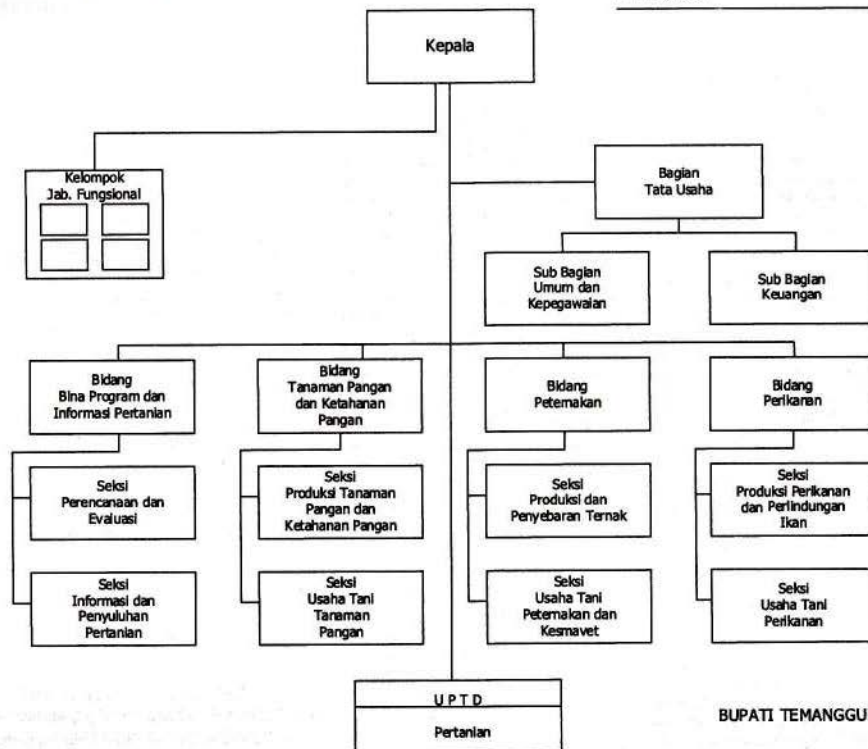 Kepala
Kelompok
Jab. Fungsional
Bagian
Tata Usaha
Sub Bagian
Umum dan
Kepegawaian
Sub Bagian
Keuangan
Bidang
Bina Program dan
Informasi Pertanian
Bidang
Tanaman Pangan
dan Ketahanan
Pangan
Bidang
Peternakan
Bidang
Perikanan
Seksi
Perencanaan dan
Evaluasi
Seksi
Produksi Tanaman
Pangan dan
Ketahanan Pangan
Seksi
Produksi dan
Penyebaran Ternak
Seksi
Produksi Perikanan
dan Perlindungan
Ikan
Seksi
Informasi dan
Penyuluhan
Pertanian
Seksi
Usaha Tani
Tanaman
Pangan
Seksi
Usaha Tani
Peternakan dan
Kesmavet
Seksi
Usaha Tani
Perikanan
U P T D
Pertanian
BUPATI TEMANGGU